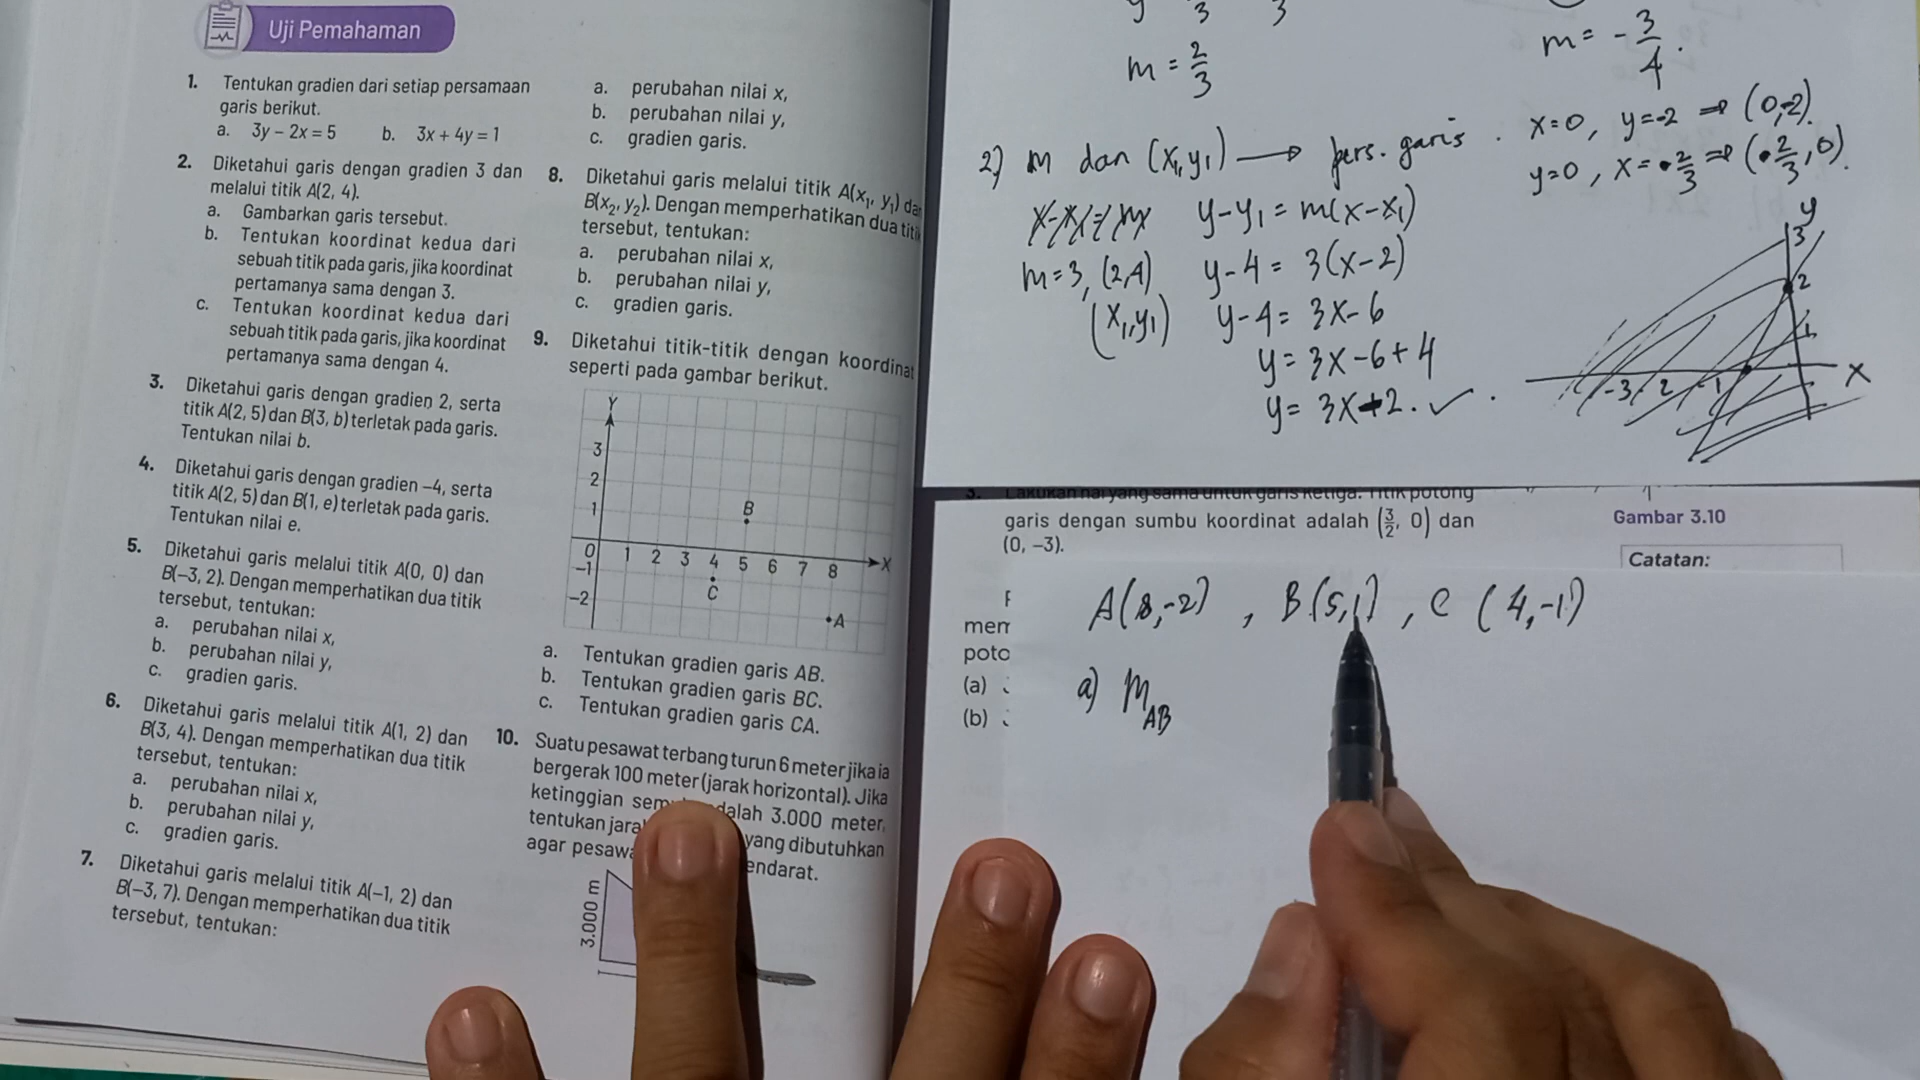 Uji Pemahaman
1. Tentukan gradien dari setiap persamaan
garis berikut.
a. 3y – 2x = 5 b. 3x + 4y = 1
2. Diketahui garis dengan gradien 3 dan
melalui titik A(2, 4).
a. Gambarkan garis tersebut.
b. Tentukan koordinat kedua dari
sebuah titik pada garis, jika koordinat
pertamanya sama dengan 3.
c. Tentukan koordinat kedua dari
sebuah titik pada garis, jika koordinat
pertamanya sama dengan 4.
3. Diketahui garis dengan gradien 2, serta
titik A(2, 5) dan B(3, b) terletak pada garis.
Tentukan nilai b.
4. Diketahui garis dengan gradien –4, serta
titik A(2, 5) dan B(1, e) terletak pada garis.
Tentukan nilai e.
5. Diketahui garis melalui titik A(0, 0) dan
B(–3, 2). Dengan memperhatikan dua titik
tersebut, tentukan:
a. perubahan nilai x,
b. perubahan nilai y,
c. gradien garis.
6. Diketahui garis melalui titik A(1, 2) dan
B(3, 4). Dengan memperhatikan dua titik
tersebut, tentukan:
a. perubahan nilai x,
b. perubahan nilai y,
c. gradien garis.
7. Diketahui garis melalui titik A(–1, 2) dan
B(–3, 7). Dengan memperhatikan dua titik
tersebut, tentukan:
a. perubahan nilai x,
b. perubahan nilai y,
c. gradien garis.
8. Diketahui garis melalui titik A(x₁, y₁) dan
B(x₂, y₂). Dengan memperhatikan dua titik
tersebut, tentukan:
a. perubahan nilai x,
b. perubahan nilai y,
c. gradien garis.
9. Diketahui titik-titik dengan koordinat
seperti pada gambar berikut.
Y
3
2
1 B
0 1 2 3 4 5 6 7 8 X
–1 C
–2 A
a. Tentukan gradien garis AB.
b. Tentukan gradien garis BC.
c. Tentukan gradien garis CA.
10. Suatu pesawat terbang turun 6 meter jika ia
bergerak 100 meter (jarak horizontal). Jika
ketinggian adalah 3.000 meter,
tentukan yang dibutuhkan
agar
3.000 m
m = 2/3
m = - 3/4.
2) m dan (x₁,y₁) → pers. garis .
x=0, y=-2 ⇒ (0,-2).
y=0, x= 2/3 ⇒ (2/3, 0).
y-y₁ = m(x-x₁)
m=3, (2,4) y-4 = 3(x-2)
(x₁,y₁) y-4 = 3x-6
y = 3x-6+4
y = 3x-2. ✓
y
3
2
1
-3 2 -1 x
garis dengan sumbu koordinat adalah (3/2, 0) dan
(0, –3).
Gambar 3.10
Catatan:
(a)
(b)
A(8,-2) , B(5,1) , C (4,-1)
a) m_AB